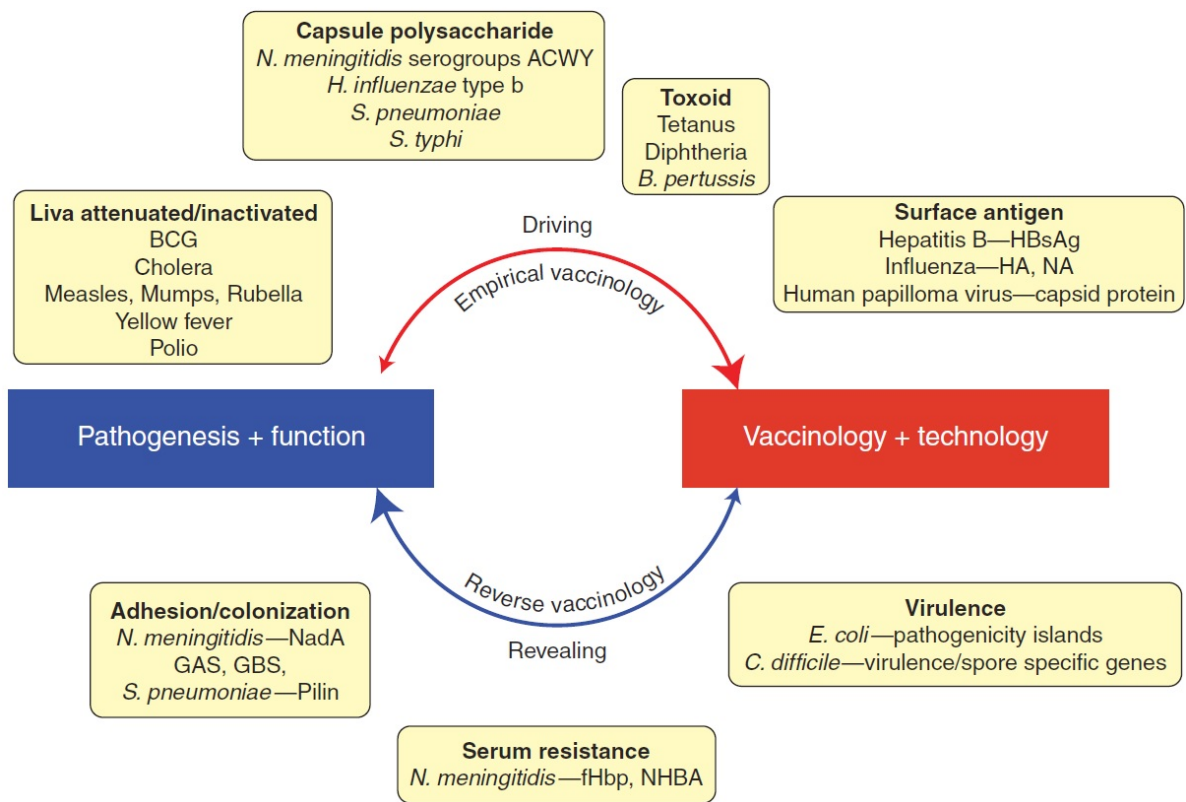 Capsule polysaccharide
N. meningitidis serogroups ACWY
H. influenzae type b
S. pneumoniae
S. typhi
Toxoid
Tetanus
Diphtheria
B. pertussis
Liva attenuated/inactivated
BCG
Cholera
Measles, Mumps, Rubella
Yellow fever
Polio
Surface antigen
Hepatitis B—HBsAg
Influenza—HA, NA
Human papilloma virus—capsid protein
Driving
Empirical vaccinology
Pathogenesis + function
Vaccinology + technology
Reverse vaccinology
Revealing
Adhesion/colonization
N. meningitidis—NadA
GAS, GBS,
S. pneumoniae—Pilin
Virulence
E. coli—pathogenicity islands
C. difficile—virulence/spore specific genes
Serum resistance
N. meningitidis—fHbp, NHBA